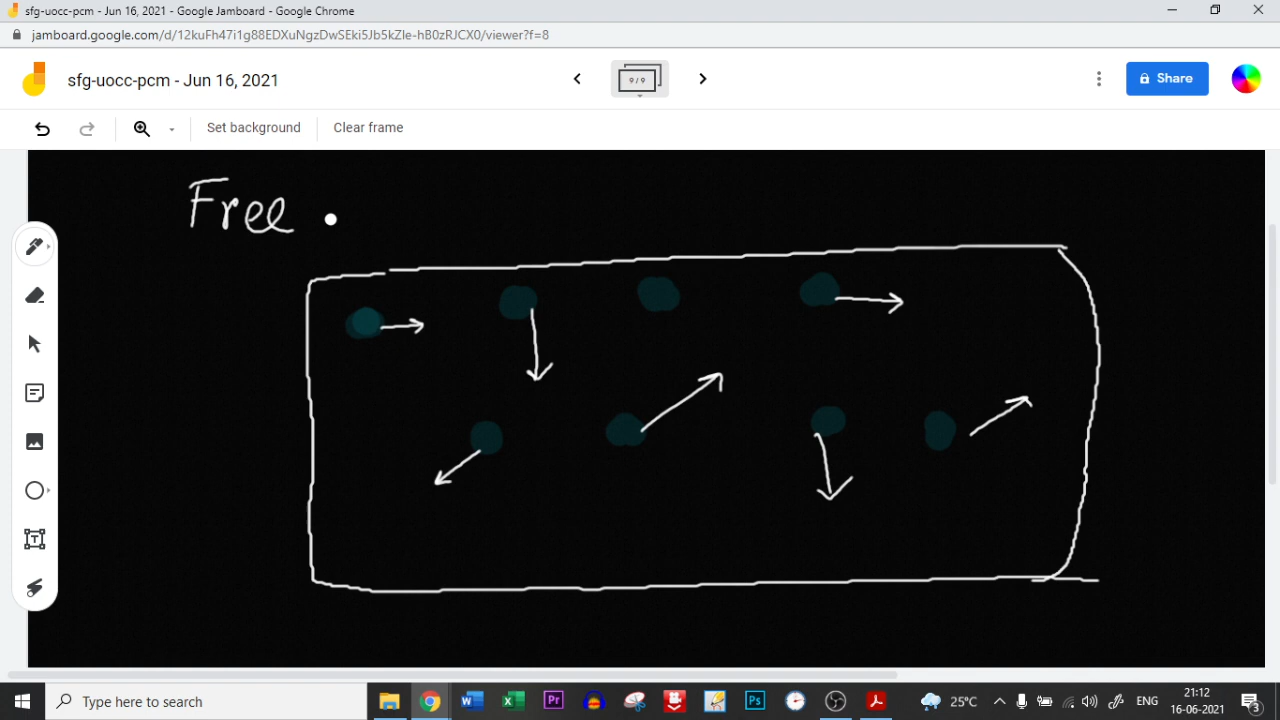 sfg-uocc-pcm - Jun 16, 2021 - Google Jamboard - Google Chrome
jamboard.google.com/d/12kuFh47i1g88EDXuNgzDwSEki5Jb5kZle-hB0zRJCX0/viewer?f=8
sfg-uocc-pcm - Jun 16, 2021
9 / 9
Share
Set background
Clear frame
Free
Type here to search
25°C
ENG
21:12
16-06-2021
3